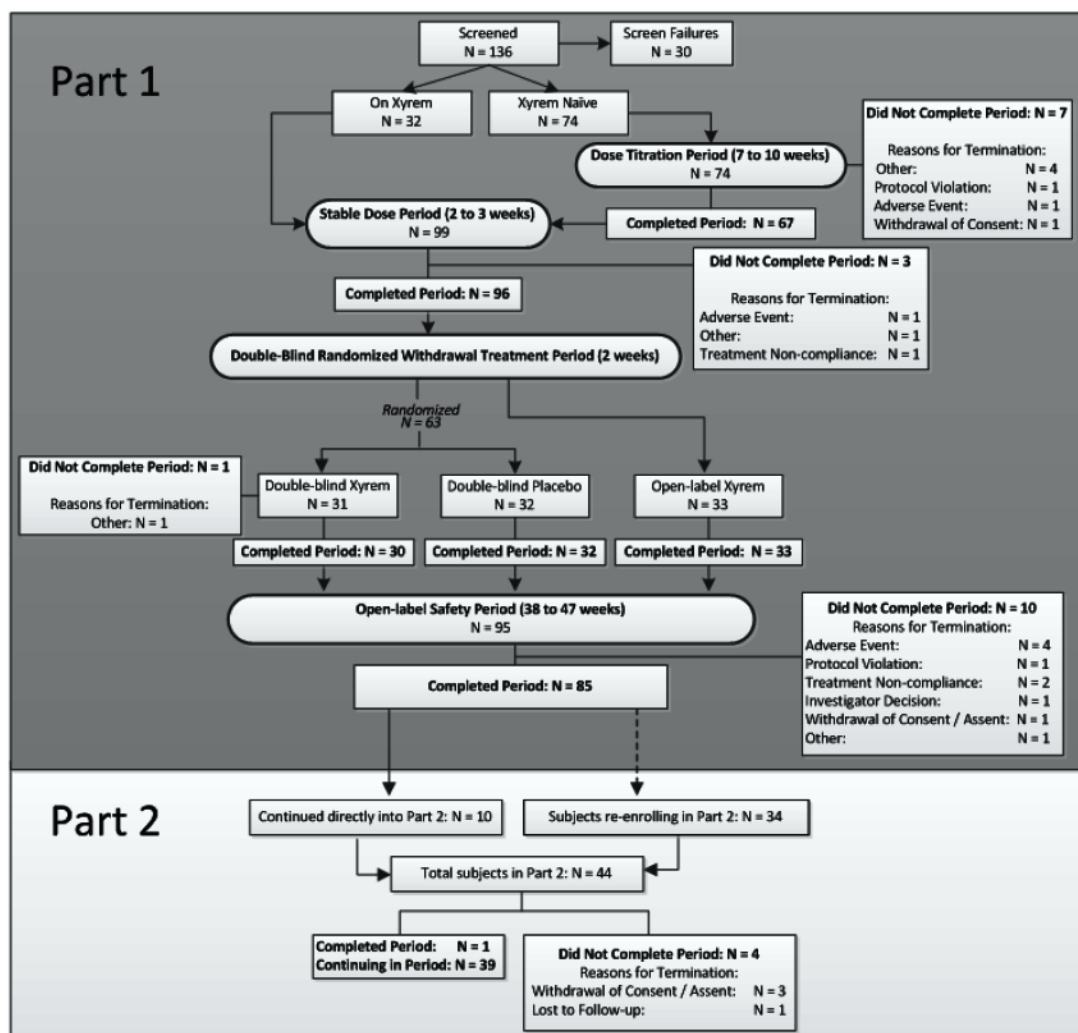 Part 1
Screened
N = 136
Screen Failures
N = 30
On Xyrem
N = 32
Xyrem Naïve
N = 74
Did Not Complete Period: N = 7
Reasons for Termination:
Other: N = 4
Protocol Violation: N = 1
Adverse Event: N = 1
Withdrawal of Consent: N = 1
Dose Titration Period (7 to 10 weeks)
N = 74
Stable Dose Period (2 to 3 weeks)
N = 99
Completed Period: N = 67
Did Not Complete Period: N = 3
Reasons for Termination:
Adverse Event: N = 1
Other: N = 1
Treatment Non-compliance: N = 1
Completed Period: N = 96
Double-Blind Randomized Withdrawal Treatment Period (2 weeks)
Randomized
N = 63
Did Not Complete Period: N = 1
Reasons for Termination:
Other: N = 1
Double-blind Xyrem
N = 31
Double-blind Placebo
N = 32
Open-label Xyrem
N = 33
Completed Period: N = 30
Completed Period: N = 32
Completed Period: N = 33
Open-label Safety Period (38 to 47 weeks)
N = 95
Did Not Complete Period: N = 10
Reasons for Termination:
Adverse Event: N = 4
Protocol Violation: N = 1
Treatment Non-compliance: N = 2
Investigator Decision: N = 1
Withdrawal of Consent / Assent: N = 1
Other: N = 1
Completed Period: N = 85
Part 2
Continued directly into Part 2: N = 10
Subjects re-enrolling in Part 2: N = 34
Total subjects in Part 2: N = 44
Completed Period: N = 1
Continuing in Period: N = 39
Did Not Complete Period: N = 4
Reasons for Termination:
Withdrawal of Consent / Assent: N = 3
Lost to Follow-up: N = 1